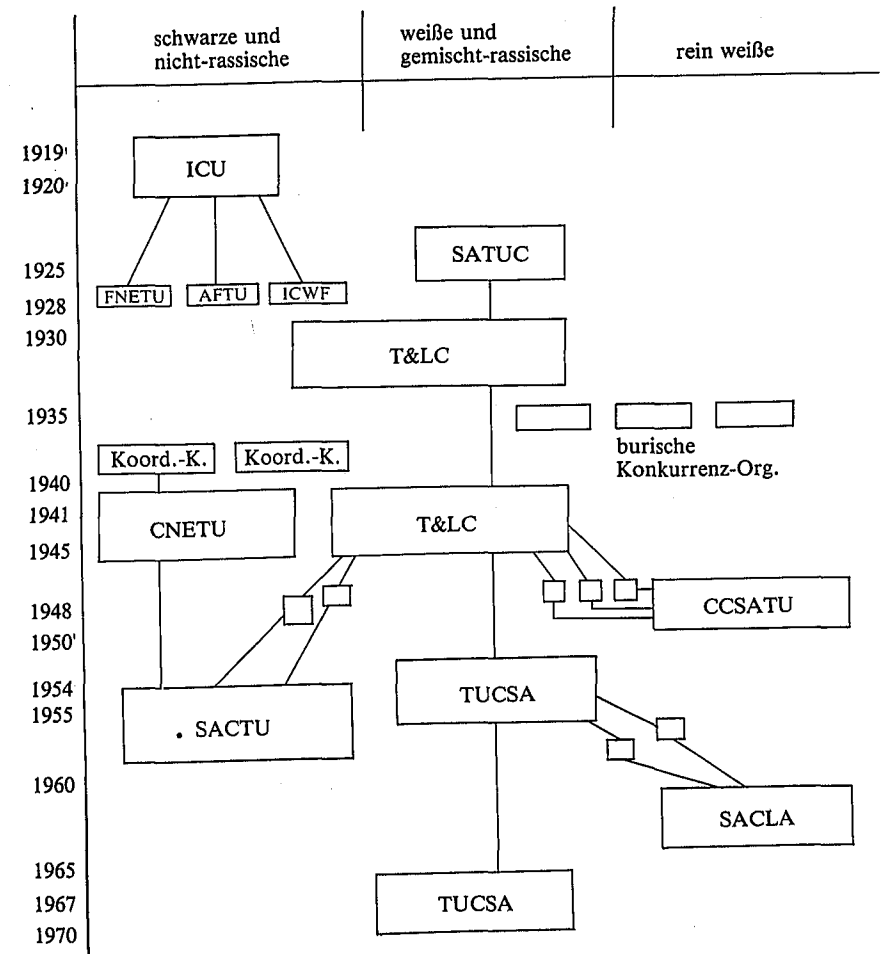 schwarze und
nicht-rassische
weiße und
gemischt-rassische
rein weiße
1919'
1920'
ICU
1925
SATUC
FNETU
AFTU
ICWF
1928
1930
T&LC
1935
burische
Konkurrenz-Org.
Koord.-K.
Koord.-K.
1940
1941
CNETU
T&LC
1945
CCSATU
1948
1950'
1954
TUCSA
1955
SACTU
1960
SACLA
1965
1967
TUCSA
1970